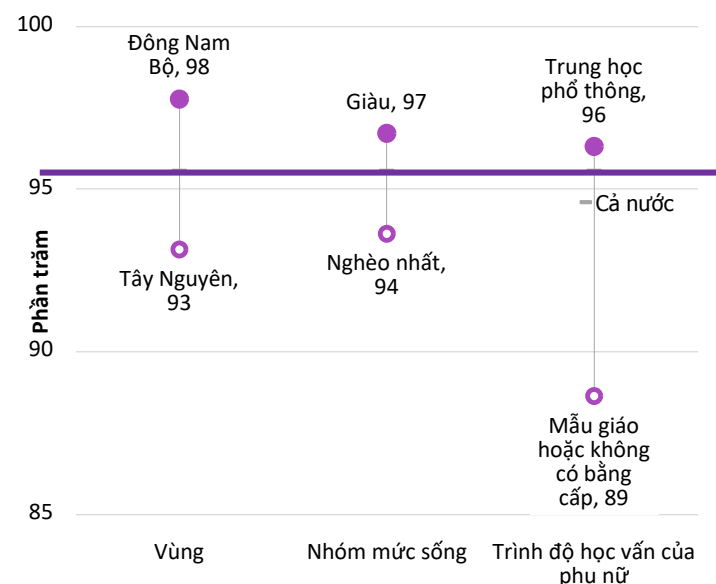 100
Đông Nam
Bộ, 98
Giàu, 97
Trung học
phổ thông,
96
95
Cả nước
Phần trăm
Tây Nguyên,
93
Nghèo nhất,
94
90
Mẫu giáo
hoặc không
có bằng
cấp, 89
85
Vùng
Nhóm mức sống
Trình độ học vấn của
phụ nữ